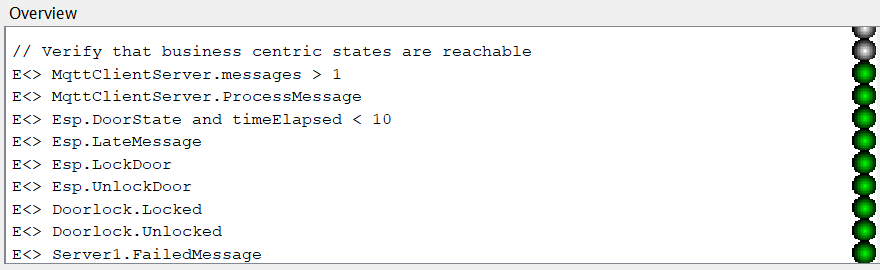 Overview
// Verify that business centric states are reachable
E<> MqttClientServer.messages > 1
E<> MqttClientServer.ProcessMessage
E<> Esp.DoorState and timeElapsed < 10
E<> Esp.LateMessage
E<> Esp.LockDoor
E<> Esp.UnlockDoor
E<> Doorlock.Locked
E<> Doorlock.Unlocked
E<> Server1.FailedMessage